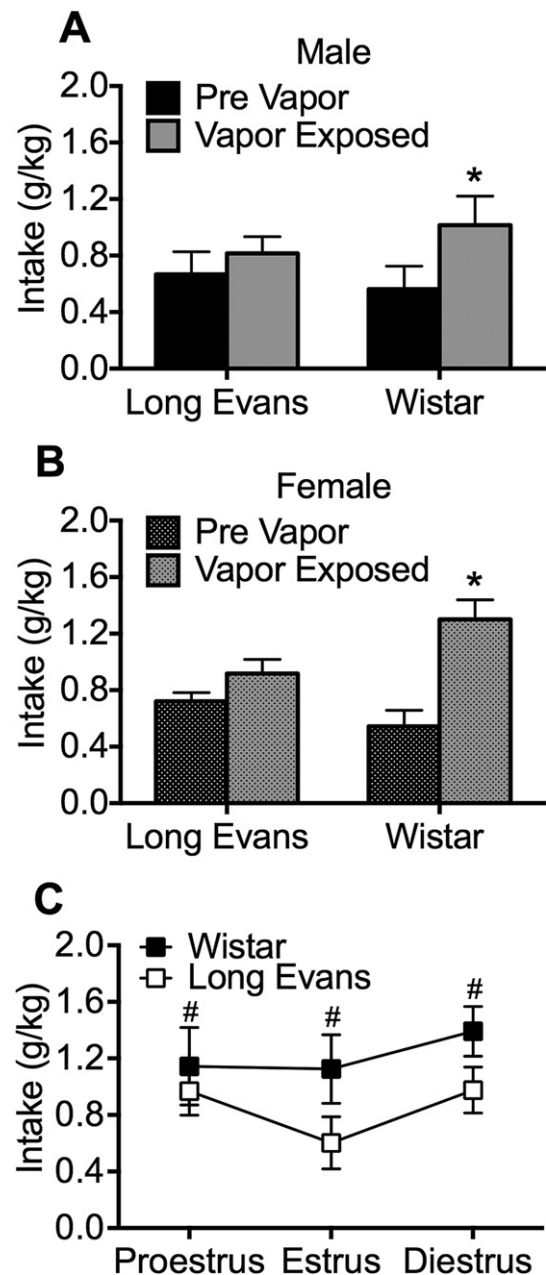 A
Male
Pre Vapor
Vapor Exposed
*
Intake (g/kg)
2.0
1.6
1.2
0.8
0.4
0.0
Long Evans Wistar
B
Female
Pre Vapor
Vapor Exposed
*
Intake (g/kg)
2.0
1.6
1.2
0.8
0.4
0.0
Long Evans Wistar
C
Wistar
Long Evans
# # #
Intake (g/kg)
2.0
1.6
1.2
0.8
0.4
0.0
Proestrus Estrus Diestrus